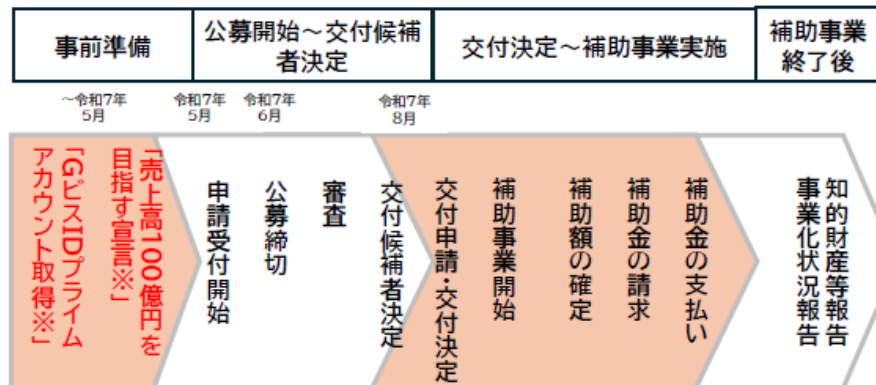 事前準備
公募開始～交付候補
者決定
交付決定～補助事業実施
補助事業
終了後
～令和7年
5月
令和7年
5月
令和7年
6月
令和7年
8月
「売上高100億円を
目指す宣言※」
「GビズIDプライム
アカウント取得※」
申請受付開始
公募締切
審査
交付候補者決定
交付申請・交付決定
補助事業開始
補助額の確定
補助金の請求
補助金の支払い
知的財産等報告
事業化状況報告